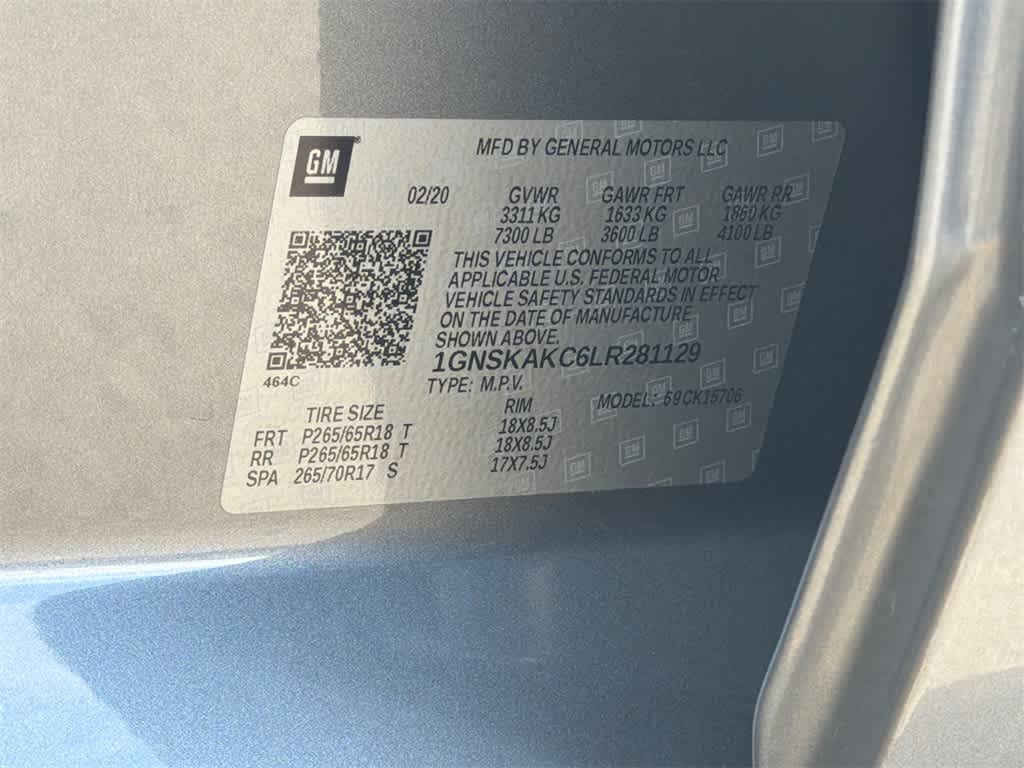 GM
MFD BY GENERAL MOTORS LLC
02/20 GVWR GAWR FRT GAWR RR
3311 KG 1633 KG 1860 KG
7300 LB 3600 LB 4100 LB
THIS VEHICLE CONFORMS TO ALL
APPLICABLE U.S. FEDERAL MOTOR
VEHICLE SAFETY STANDARDS IN EFFECT
ON THE DATE OF MANUFACTURE
SHOWN ABOVE.
1GNSKAKC6LR281129
464C
TYPE: M.P.V.
MODEL: 69CK15706
TIRE SIZE RIM
FRT P265/65R18 T 18X8.5J
RR P265/65R18 T 18X8.5J
SPA 265/70R17 S 17X7.5J